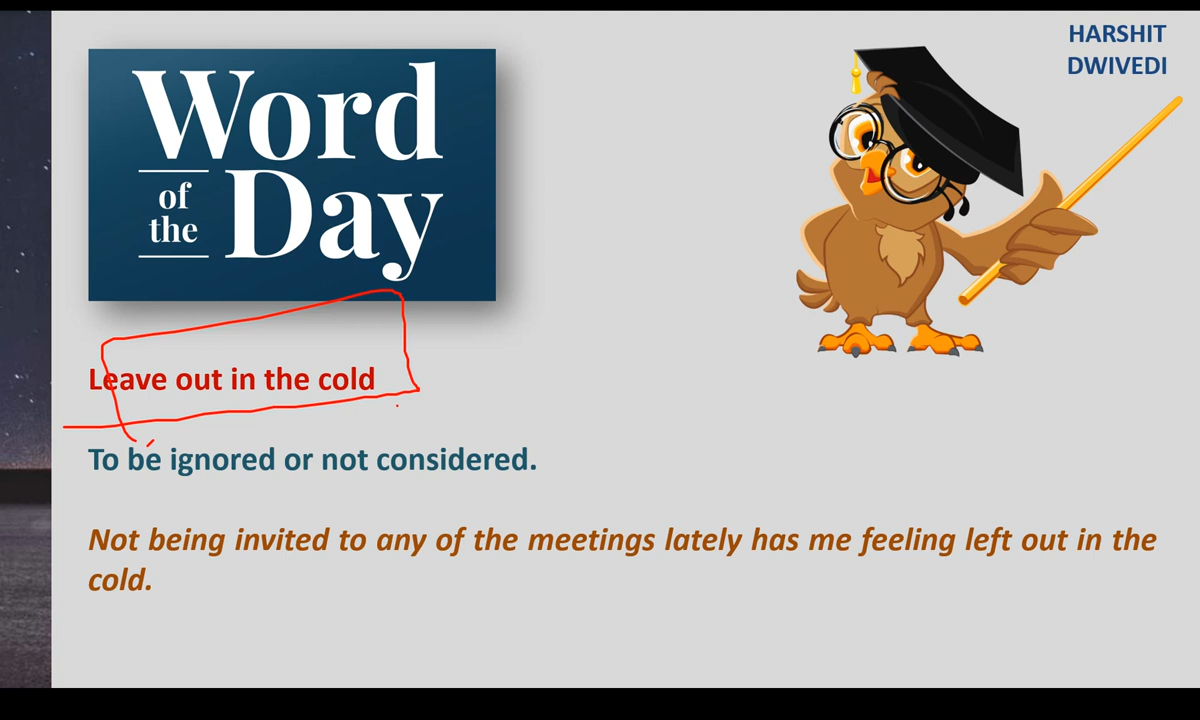 Word
of
the
Day
HARSHIT
DWIVEDI
Leave out in the cold
To be ignored or not considered.
Not being invited to any of the meetings lately has me feeling left out in the
cold.